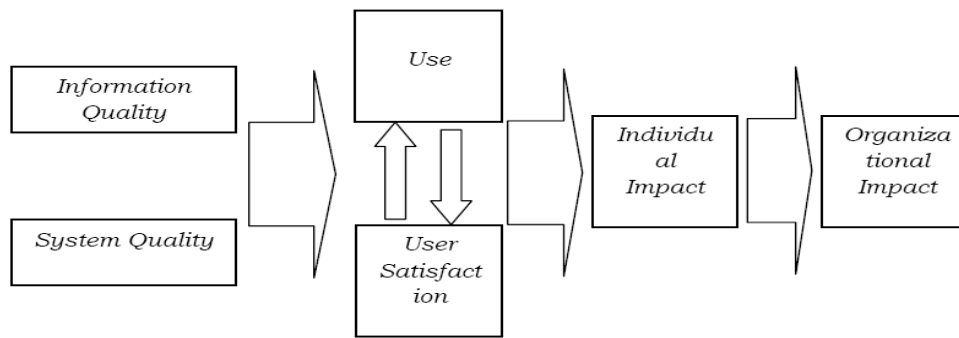 Information
Quality
System Quality
Use
User
Satisfact
ion
Individu
al
Impact
Organiza
tional
Impact